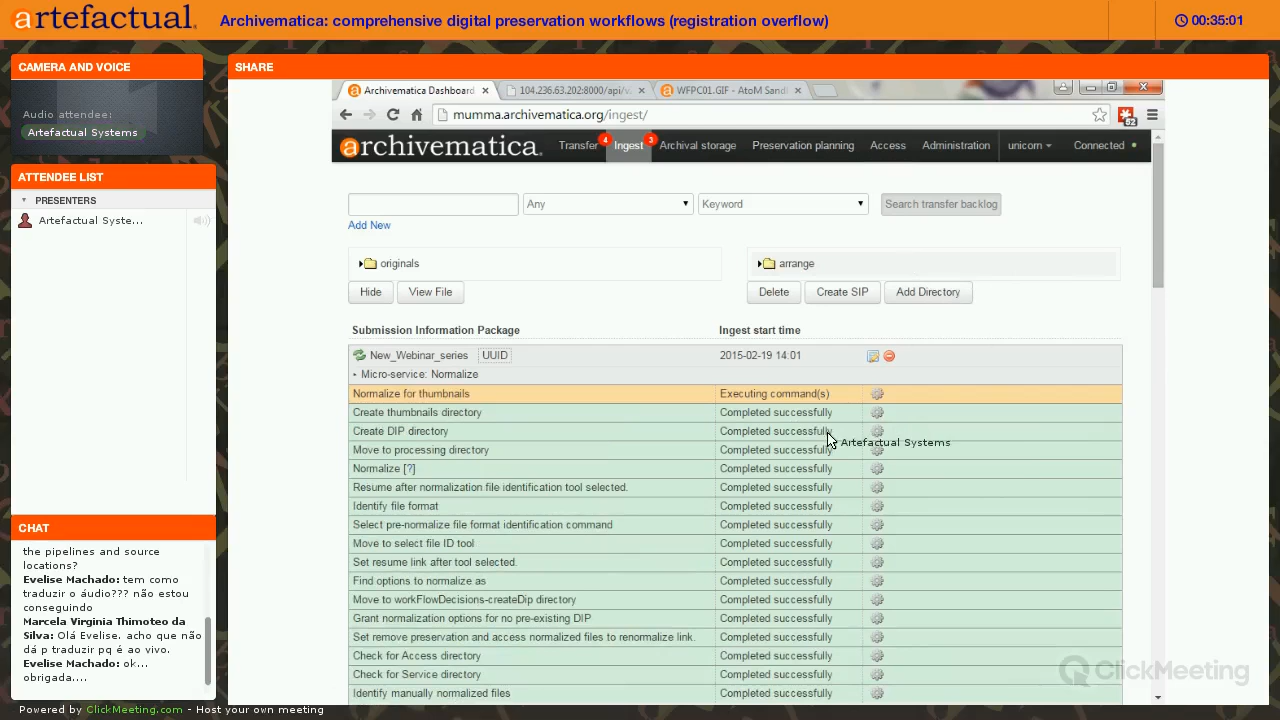 artefactual
Archivematica: comprehensive digital preservation workflows (registration overflow)
00:35:01
CAMERA AND VOICE
Audio attendee:
Artefactual Systems
ATTENDEE LIST
PRESENTERS
Artefactual Syste...
CHAT
the pipelines and source
locations?
Evelise Machado: tem como
traduzir o áudio??? não estou
conseguindo
Marcela Virginia Thimoteo da
Silva: Olá Evelise. acho que não
dá p traduzir pq é ao vivo.
Evelise Machado: ok...
obrigada....
Powered by ClickMeeting.com - Host your own meeting
SHARE
Archivematica Dashboard
104.236.63.202:8000/api/v
WFPC01.GIF - AtoM Sand
mumma.archivematica.org/ingest/
62
archivematica
Transfer 4 Ingest 3 Archival storage Preservation planning Access Administration unicorn Connected
Any Keyword Search transfer backlog
Add New
originals
arrange
Hide View File
Delete Create SIP Add Directory
Submission Information Package Ingest start time
New_Webinar_series UUID 2015-02-19 14:01
Micro-service: Normalize
Normalize for thumbnails Executing command(s)
Create thumbnails directory Completed successfully
Create DIP directory Completed successfully
Artefactual Systems
Move to processing directory Completed successfully
Normalize [?] Completed successfully
Resume after normalization file identification tool selected. Completed successfully
Identify file format Completed successfully
Select pre-normalize file format identification command Completed successfully
Move to select file ID tool Completed successfully
Set resume link after tool selected. Completed successfully
Find options to normalize as Completed successfully
Move to workFlowDecisions-createDip directory Completed successfully
Grant normalization options for no pre-existing DIP Completed successfully
Set remove preservation and access normalized files to renormalize link. Completed successfully
Check for Access directory Completed successfully
Check for Service directory Completed successfully
Identify manually normalized files Completed successfully
ClickMeeting